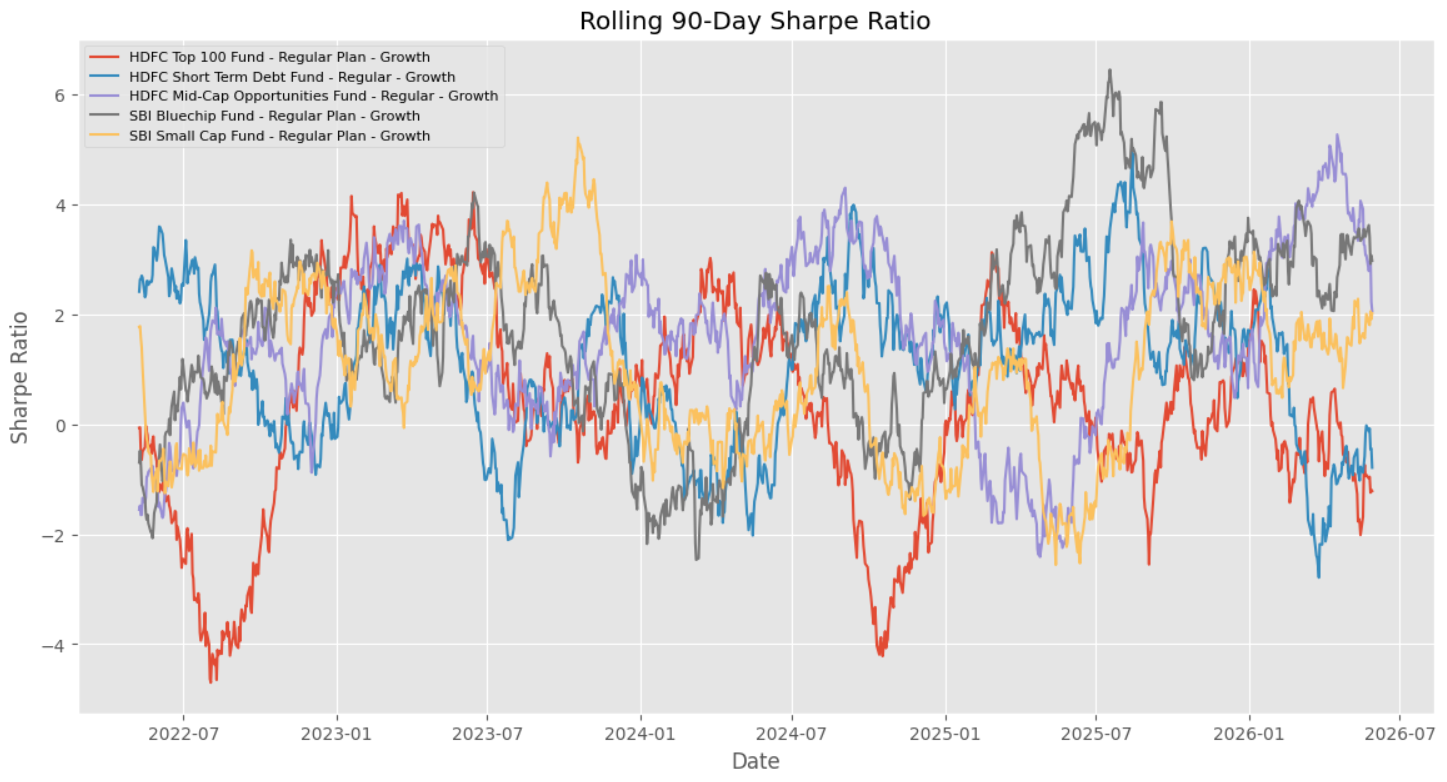 Rolling 90-Day Sharpe Ratio
HDFC Top 100 Fund - Regular Plan - Growth
HDFC Short Term Debt Fund - Regular - Growth
HDFC Mid-Cap Opportunities Fund - Regular - Growth
SBI Bluechip Fund - Regular Plan - Growth
SBI Small Cap Fund - Regular Plan - Growth
6
4
2
0
−2
−4
Sharpe Ratio
2022-07
2023-01
2023-07
2024-01
2024-07
2025-01
2025-07
2026-01
2026-07
Date